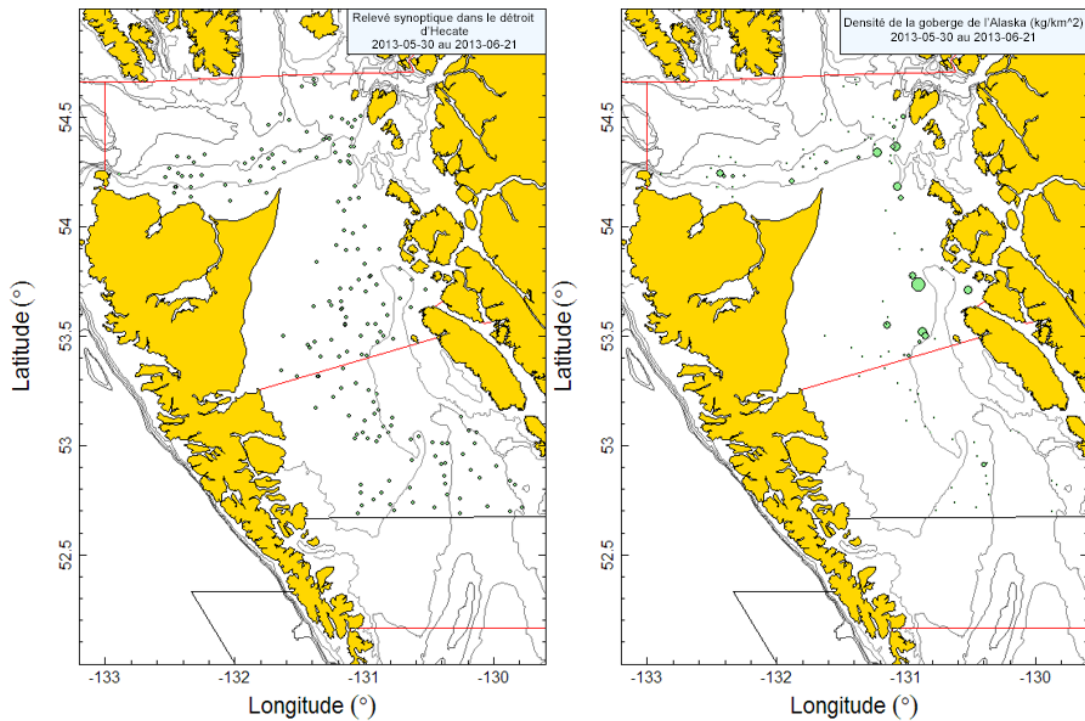 Relevé synoptique dans le détroit
d'Hecate
2013-05-30 au 2013-06-21
54.5
54
53.5
53
52.5
Latitude (°)
-133
-132
-131
-130
Longitude (°)
Densité de la goberge de l'Alaska (kg/km^2)
2013-05-30 au 2013-06-21
54.5
54
53.5
53
52.5
Latitude (°)
-133
-132
-131
-130
Longitude (°)